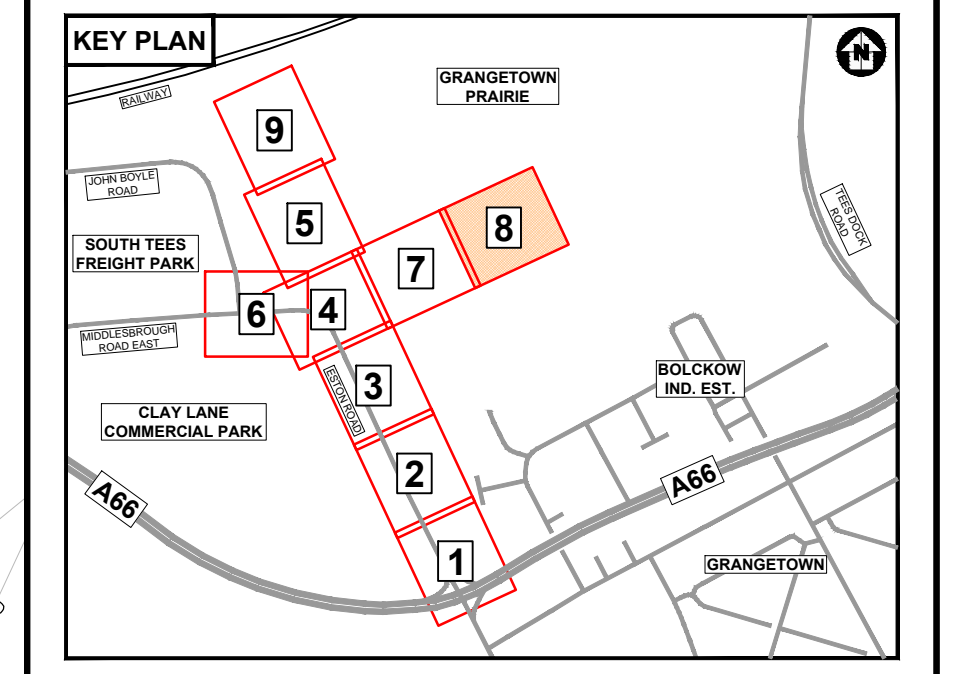 KEY PLAN
N
GRANGETOWN
PRAIRIE
RAILWAY
9
JOHN BOYLE
ROAD
5
8
TEES DOCK
ROAD
SOUTH TEES
FREIGHT PARK
7
6
4
MIDDLESBROUGH
ROAD EAST
3
ESTON ROAD
BOLCKOW
IND. EST.
CLAY LANE
COMMERCIAL PARK
2
A66
A66
1
GRANGETOWN